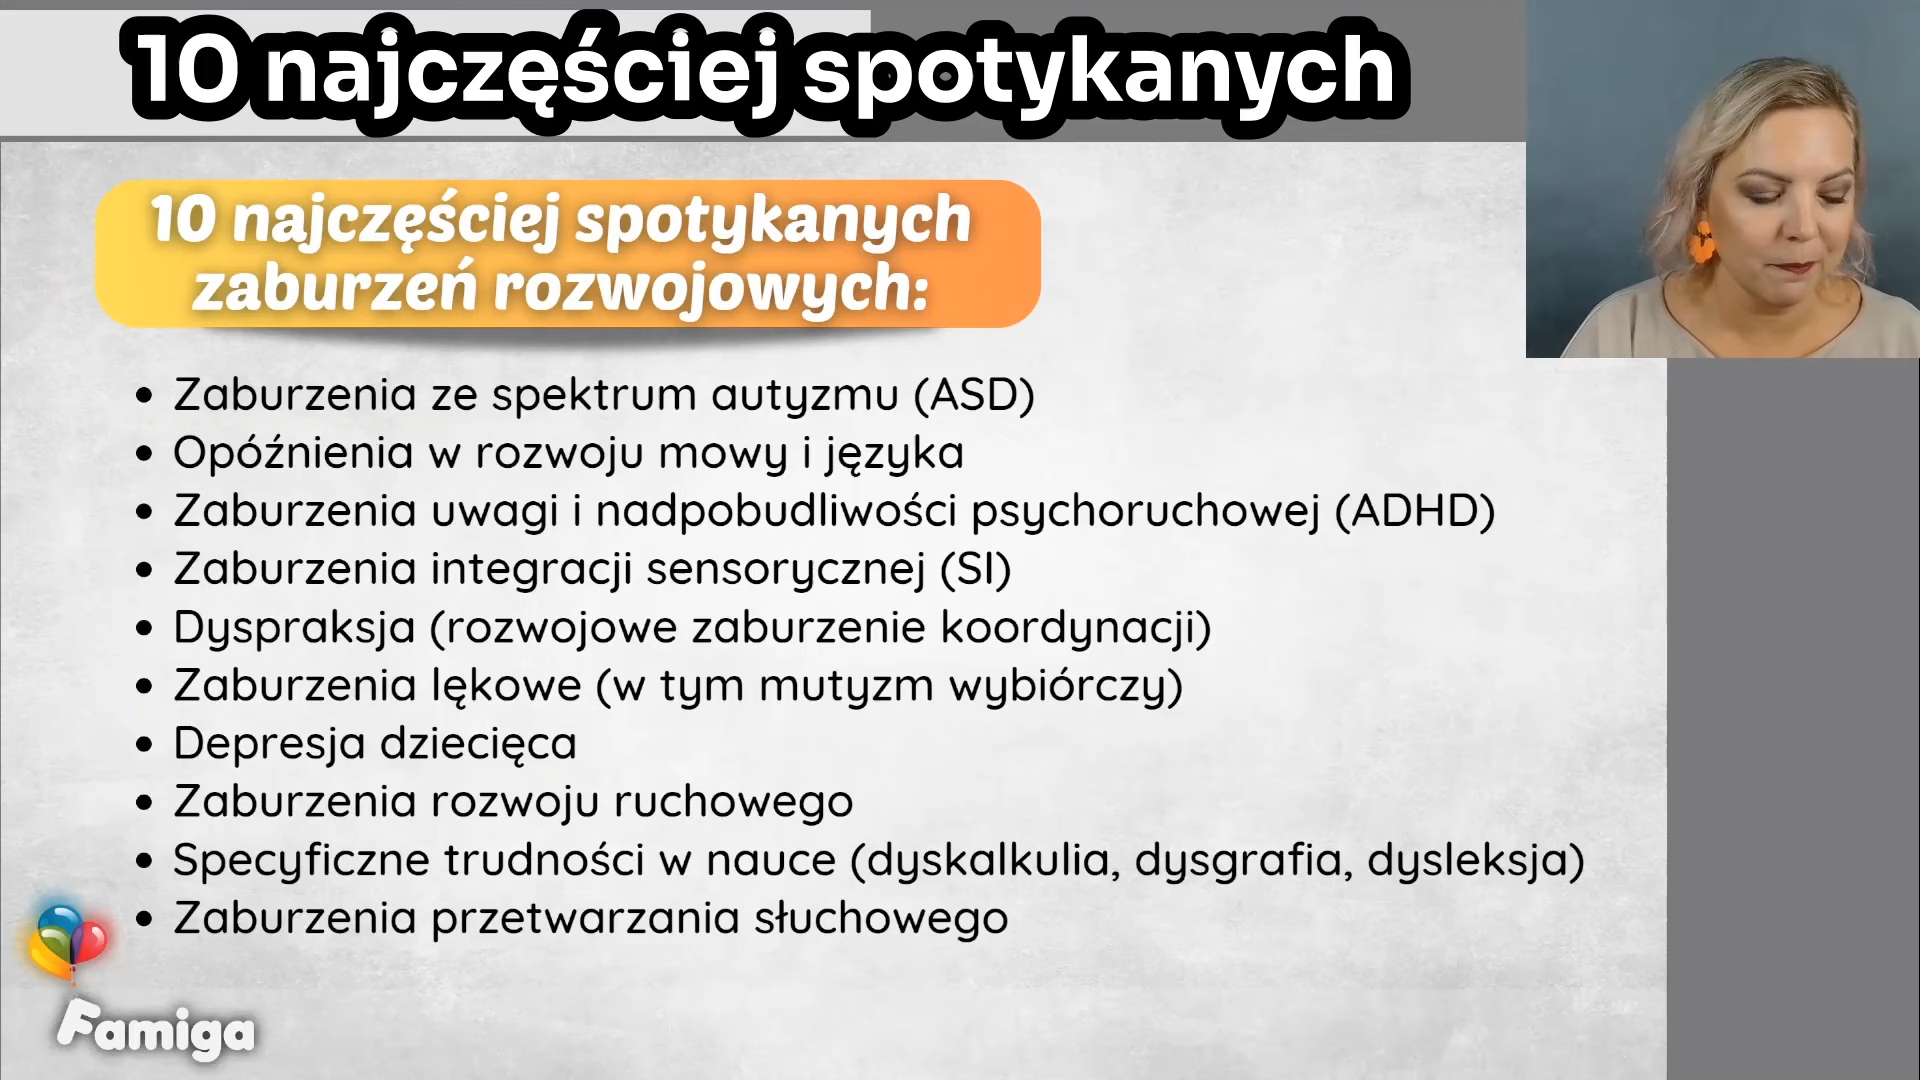 10 najczęściej spotykanych
10 najczęściej spotykanych
zaburzeń rozwojowych:
• Zaburzenia ze spektrum autyzmu (ASD)
• Opóźnienia w rozwoju mowy i języka
• Zaburzenia uwagi i nadpobudliwości psychoruchowej (ADHD)
• Zaburzenia integracji sensorycznej (SI)
• Dyspraksja (rozwojowe zaburzenie koordynacji)
• Zaburzenia lękowe (w tym mutyzm wybiórczy)
• Depresja dziecięca
• Zaburzenia rozwoju ruchowego
• Specyficzne trudności w nauce (dyskalkulia, dysgrafia, dysleksja)
• Zaburzenia przetwarzania słuchowego
Famiga